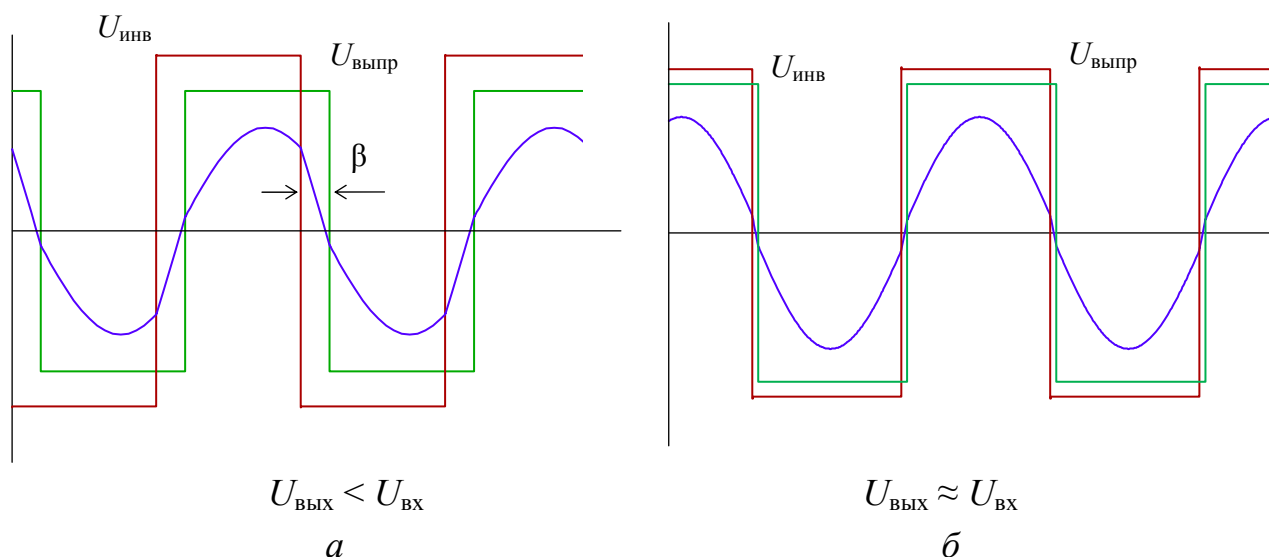 U_инв
U_выпр
β
U_вых < U_вх
а
U_инв
U_выпр
U_вых ≈ U_вх
б